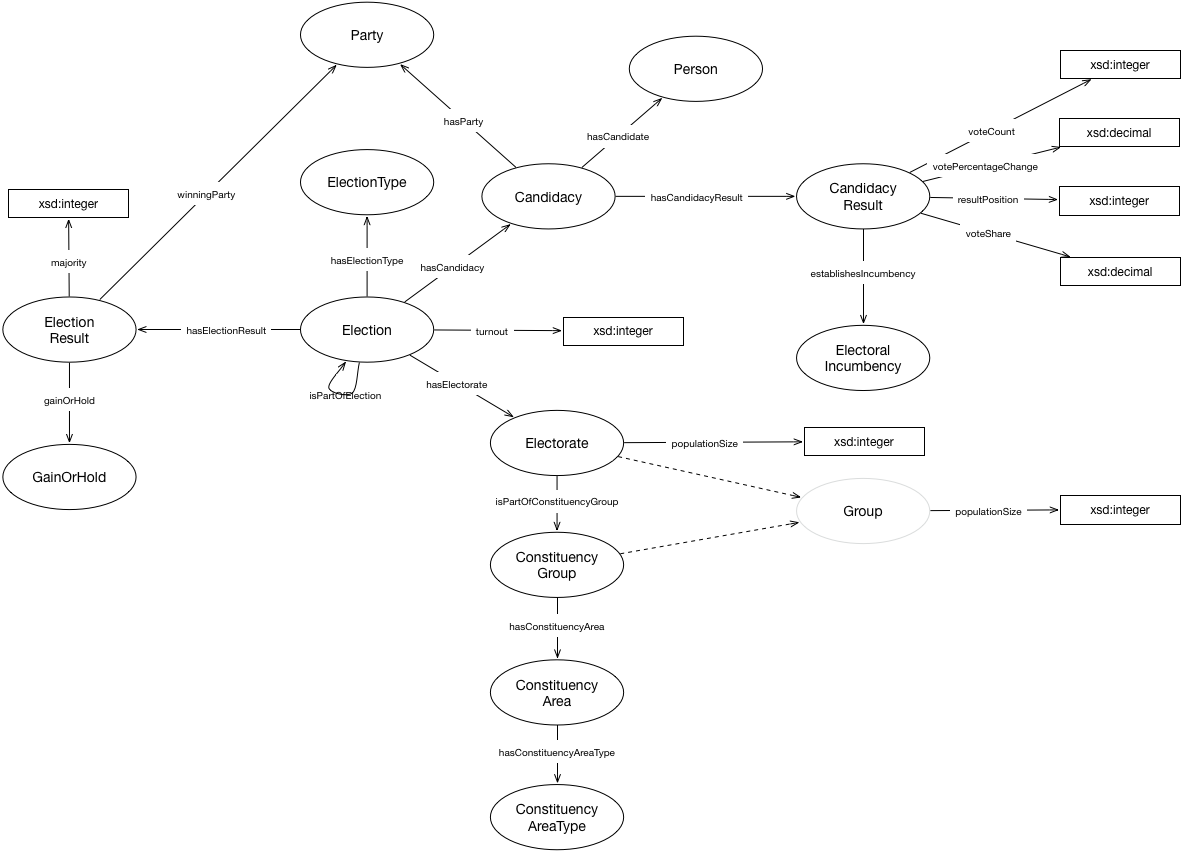 Party
Person
xsd:integer
hasParty
hasCandidate
voteCount
xsd:decimal
votePercentageChange
ElectionType
Candidacy
hasCandidacyResult
Candidacy
Result
resultPosition
xsd:integer
winningParty
xsd:integer
voteShare
majority
hasElectionType
hasCandidacy
establishesIncumbency
xsd:decimal
Election
Result
hasElectionResult
Election
turnout
xsd:integer
Electoral
Incumbency
isPartOfElection
hasElectorate
gainOrHold
GainOrHold
Electorate
populationSize
xsd:integer
isPartOfConstituencyGroup
Group
populationSize
xsd:integer
Constituency
Group
hasConstituencyArea
Constituency
Area
hasConstituencyAreaType
Constituency
AreaType